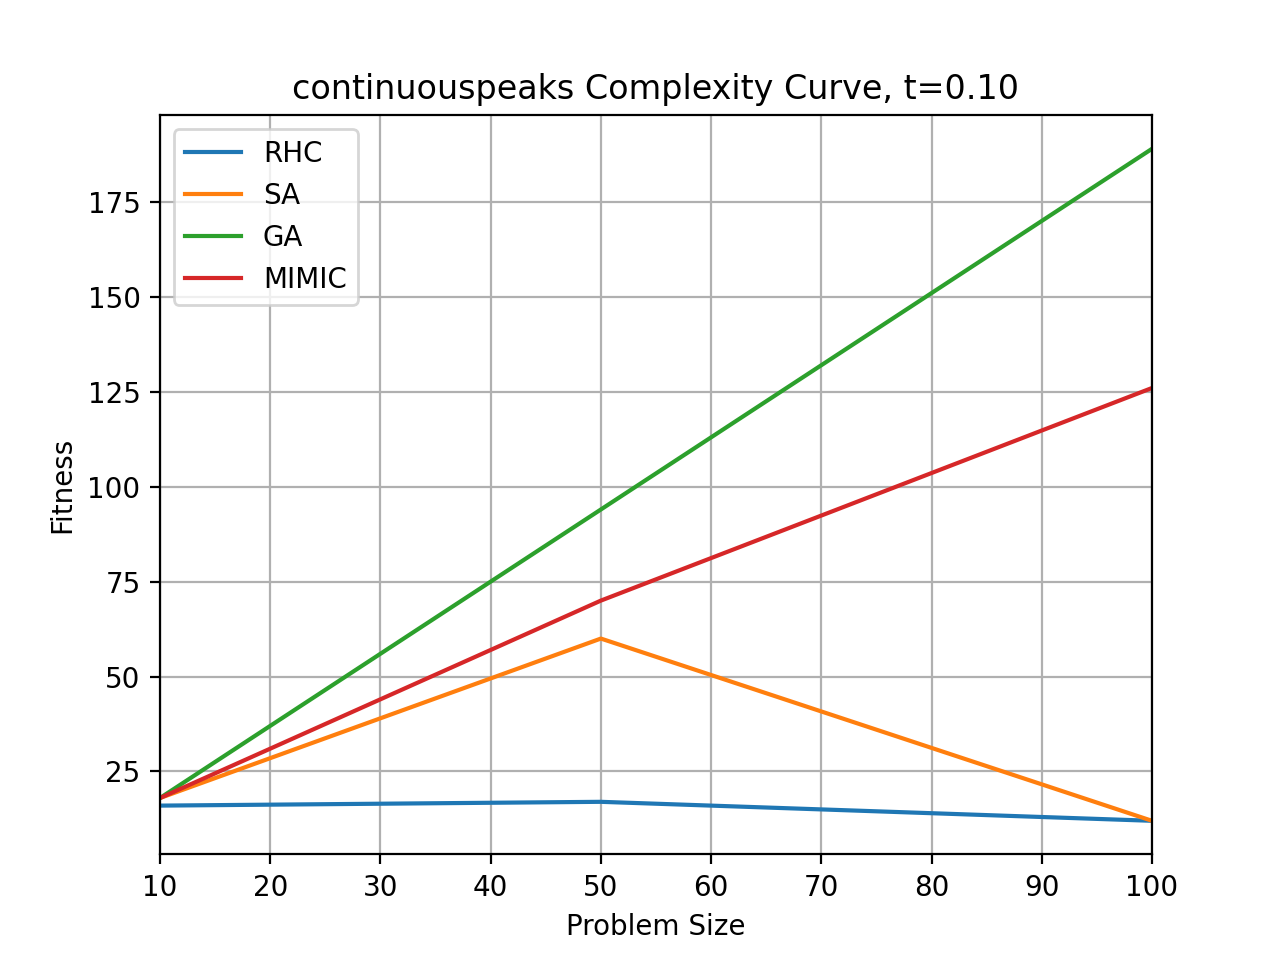 continuouspeaks Complexity Curve, t=0.10
RHC
SA
GA
MIMIC
175
150
125
100
75
50
25
Fitness
10 20 30 40 50 60 70 80 90 100
Problem Size